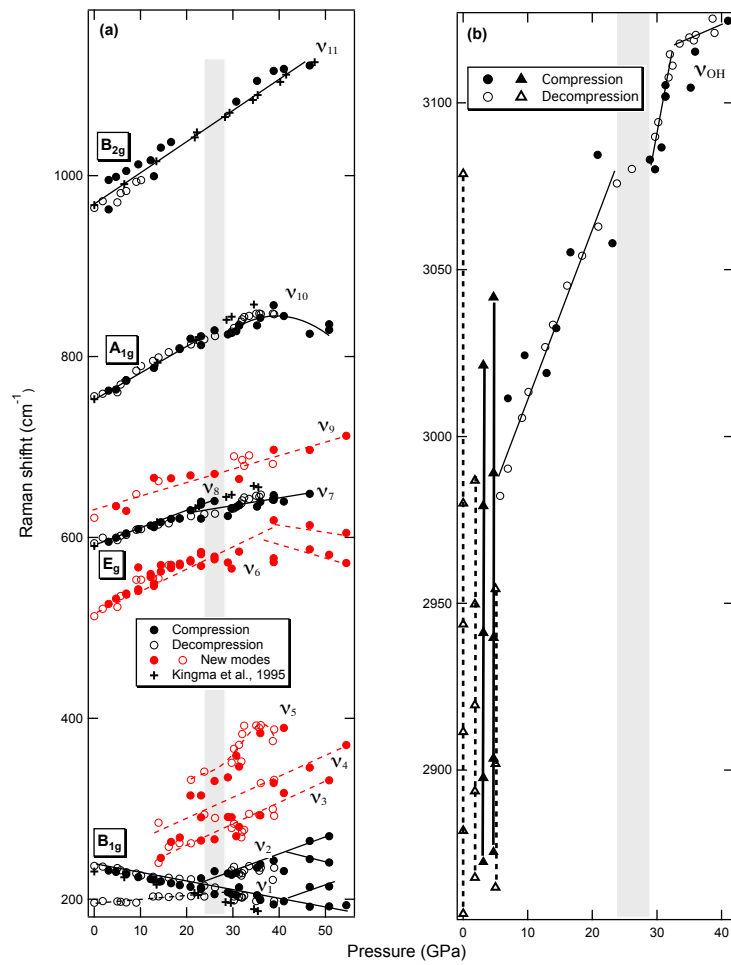 (a)
ν11
B2g
1000
ν10
A1g
800
ν9
ν8
ν7
600
Eg
ν6
Compression
Decompression
New modes
Kingma et al., 1995
ν5
400
ν4
ν3
B1g
ν2
ν1
200
0 10 20 30 40 50
Raman shifht (cm-1)
(b)
Compression
Decompression
νOH
3100
3050
3000
2950
2900
0 10 20 30 40
Pressure (GPa)